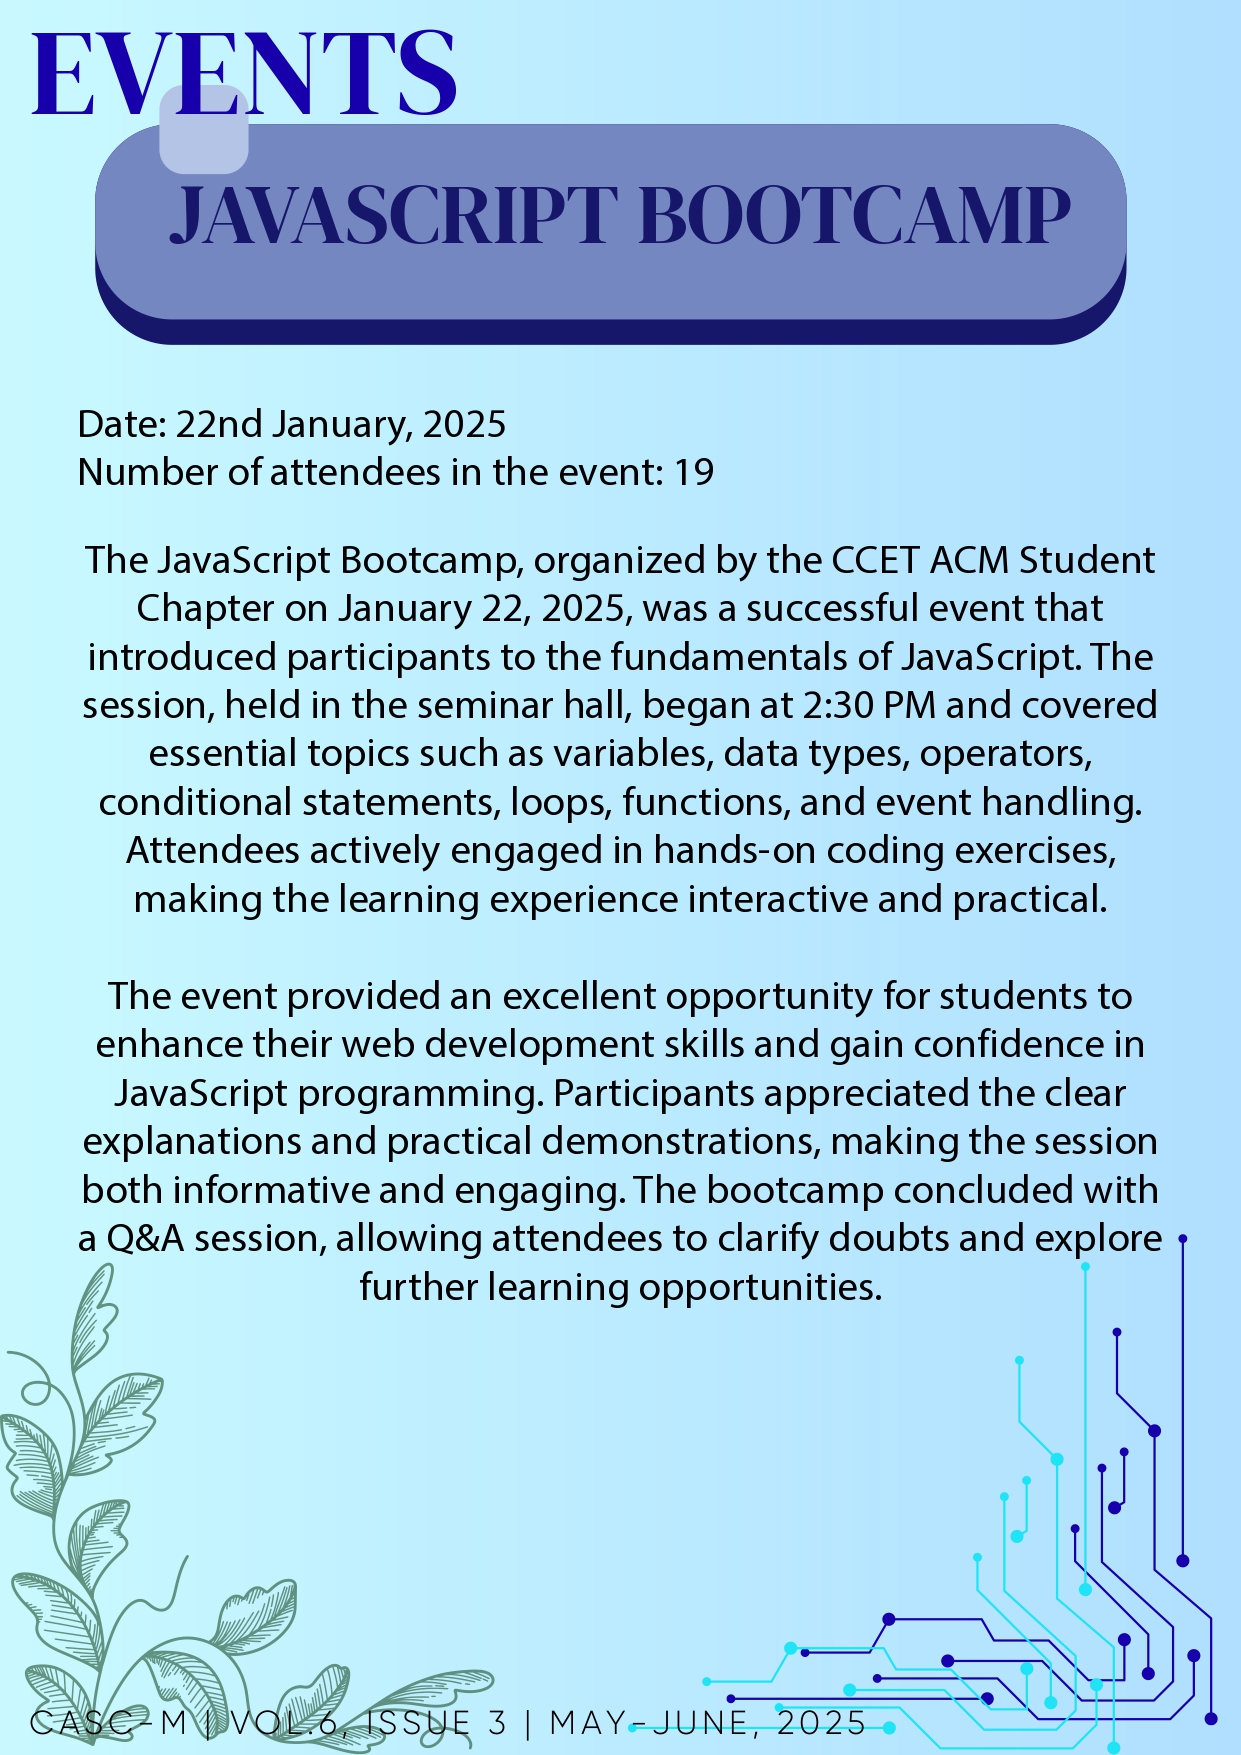 EVENTS
JAVASCRIPT BOOTCAMP
Date: 22nd January, 2025
Number of attendees in the event: 19
The JavaScript Bootcamp, organized by the CCET ACM Student
Chapter on January 22, 2025, was a successful event that
introduced participants to the fundamentals of JavaScript. The
session, held in the seminar hall, began at 2:30 PM and covered
essential topics such as variables, data types, operators,
conditional statements, loops, functions, and event handling.
Attendees actively engaged in hands-on coding exercises,
making the learning experience interactive and practical.
The event provided an excellent opportunity for students to
enhance their web development skills and gain confidence in
JavaScript programming. Participants appreciated the clear
explanations and practical demonstrations, making the session
both informative and engaging. The bootcamp concluded with
a Q&A session, allowing attendees to clarify doubts and explore
further learning opportunities.
CASC-M | VOL.6, ISSUE 3 | MAY-JUNE, 2025